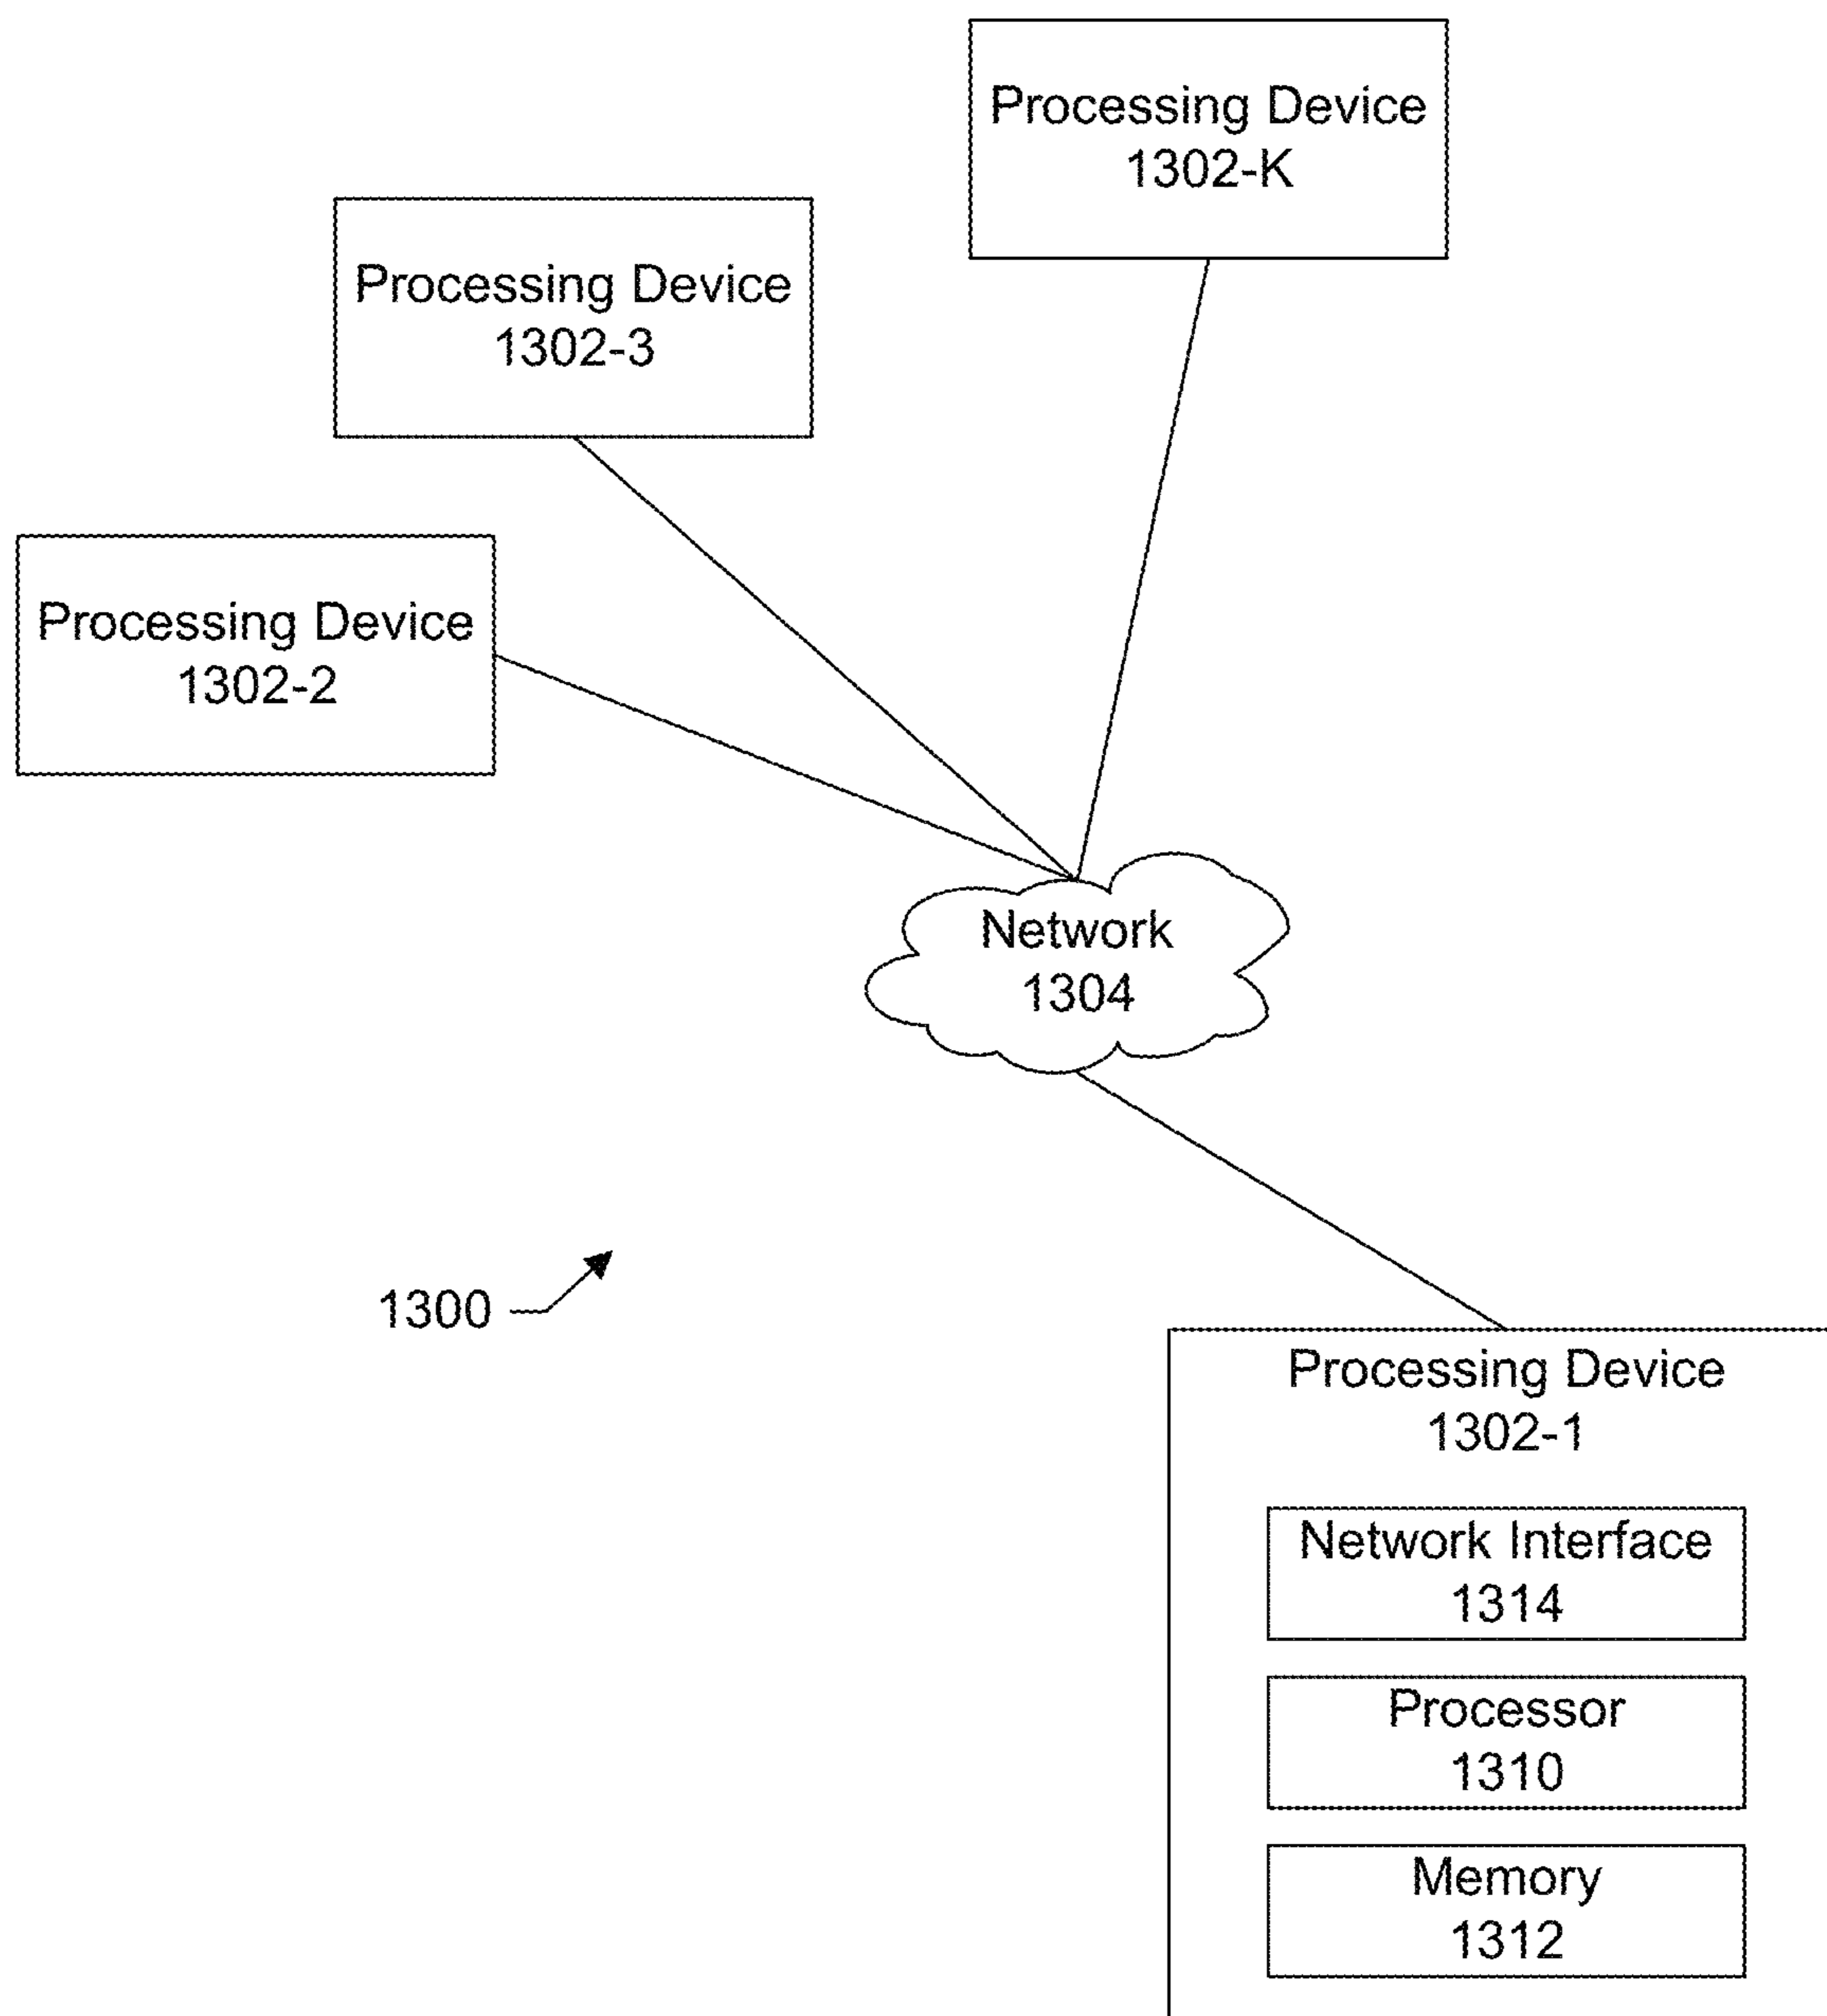 Processing Device
1302-K
Processing Device
1302-3
Processing Device
1302-2
Network
1304
1300
Processing Device
1302-1
Network Interface
1314
Processor
1310
Memory
1312